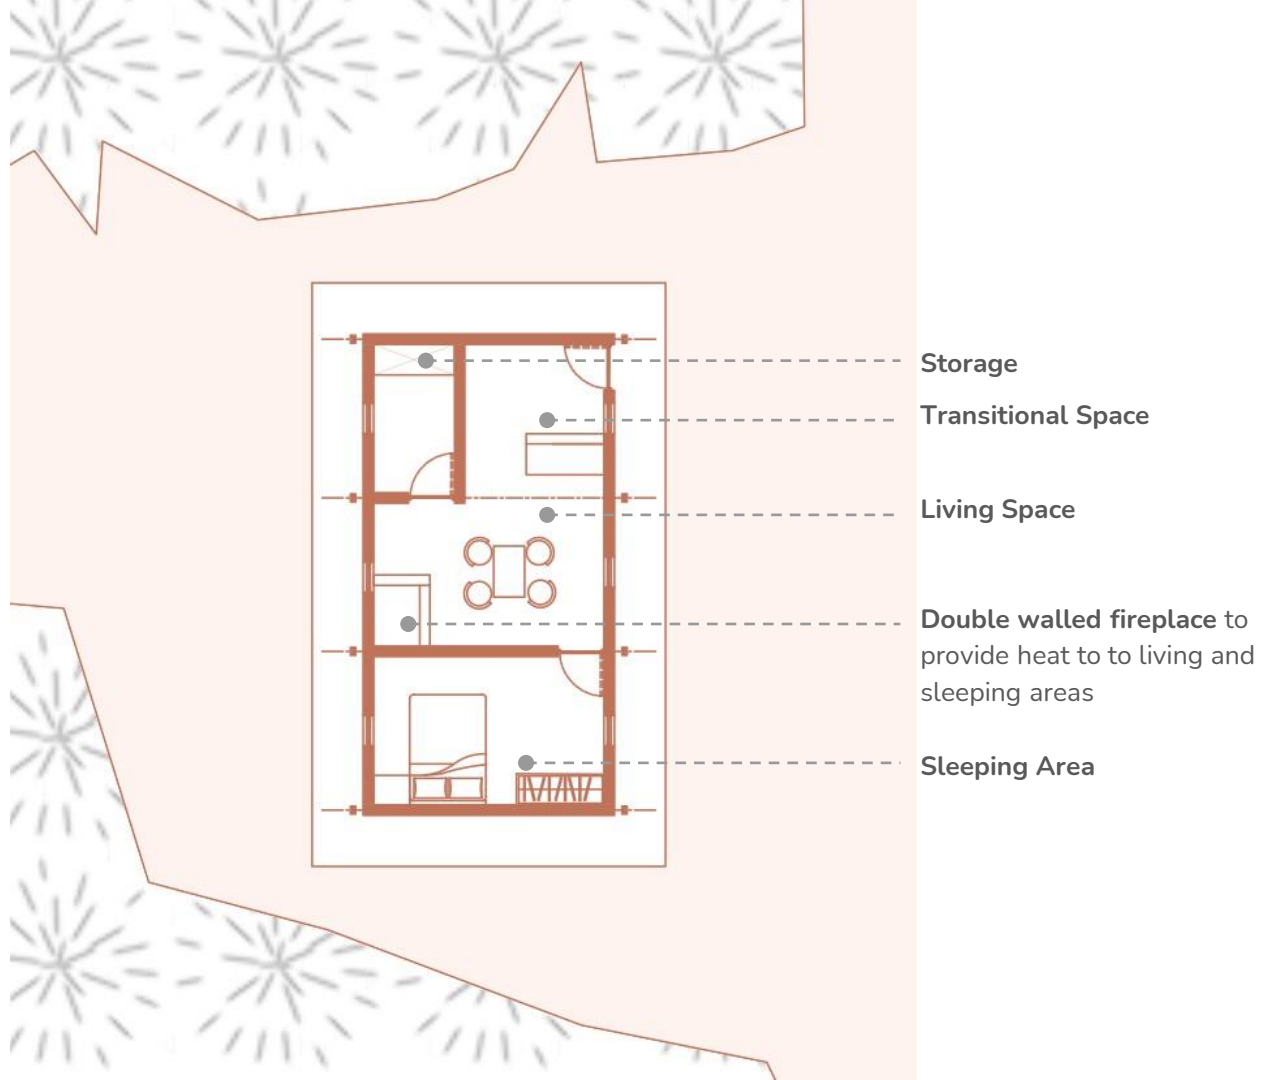 Storage
Transitional Space
Living Space
Double walled fireplace to
provide heat to to living and
sleeping areas
Sleeping Area